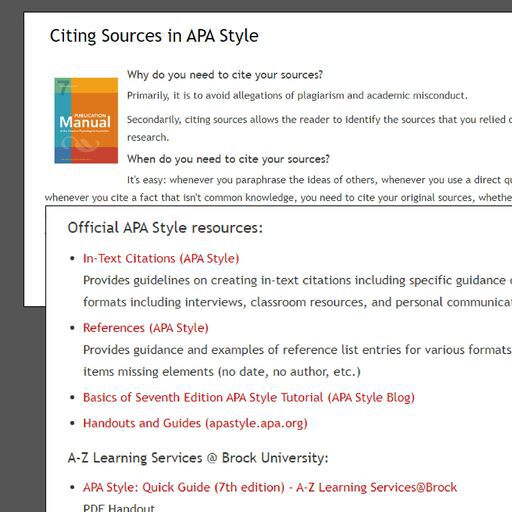 Citing Sources in APA Style
7
PUBLICATION
Manual
Why do you need to cite your sources?
Primarily, it is to avoid allegations of plagiarism and academic misconduct.
Secondarily, citing sources allows the reader to identify the sources that you relied
research.
When do you need to cite your sources?
It's easy: whenever you paraphrase the ideas of others, whenever you use a direct
whenever you cite a fact that isn't common knowledge, you need to cite your original sources,
Official APA Style resources:
• In-Text Citations (APA Style)
Provides guidelines on creating in-text citations including specific guidance
formats including interviews, classroom resources, and personal
• References (APA Style)
Provides guidance and examples of reference list entries for various formats
items missing elements (no date, no author, etc.)
• Basics of Seventh Edition APA Style Tutorial (APA Style Blog)
• Handouts and Guides (apastyle.apa.org)
A-Z Learning Services @ Brock University:
• APA Style: Quick Guide (7th edition) - A-Z Learning Services@Brock
PDF Handout